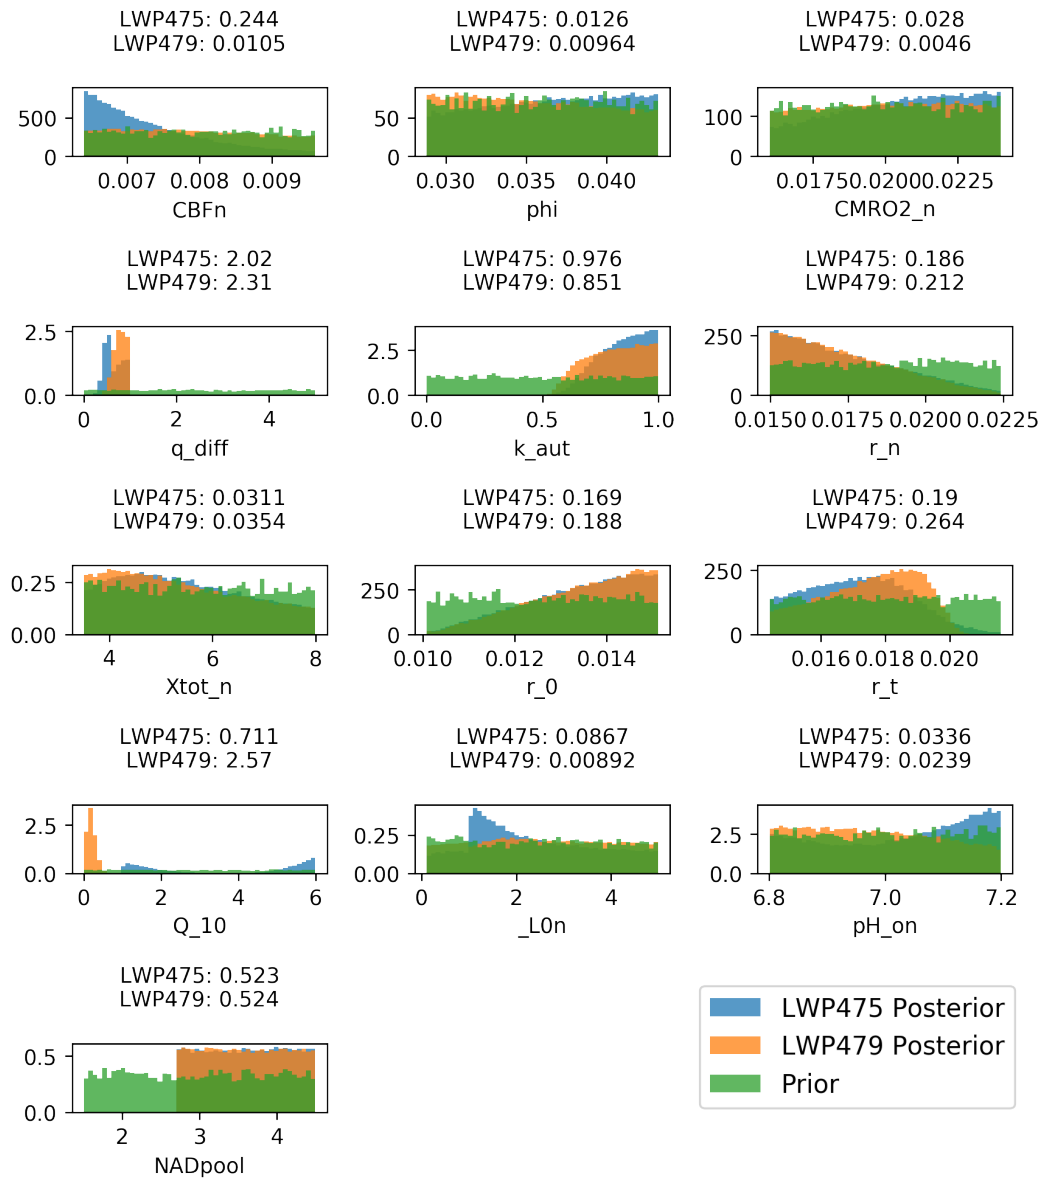 LWP475: 0.244
LWP479: 0.0105
LWP475: 0.0126
LWP479: 0.00964
LWP475: 0.028
LWP479: 0.0046
500
0
0.007 0.008 0.009
CBFn
50
0
0.030 0.035 0.040
phi
100
0
0.0175 0.0200 0.0225
CMRO2_n
LWP475: 2.02
LWP479: 2.31
LWP475: 0.976
LWP479: 0.851
LWP475: 0.186
LWP479: 0.212
2.5
0.0
0 2 4
q_diff
2.5
0.0
0.0 0.5 1.0
k_aut
250
0
0.0150 0.0175 0.0200 0.0225
r_n
LWP475: 0.0311
LWP479: 0.0354
LWP475: 0.169
LWP479: 0.188
LWP475: 0.19
LWP479: 0.264
0.25
0.00
4 6 8
Xtot_n
250
0
0.010 0.012 0.014
r_0
250
0
0.016 0.018 0.020
r_t
LWP475: 0.711
LWP479: 2.57
LWP475: 0.0867
LWP479: 0.00892
LWP475: 0.0336
LWP479: 0.0239
2.5
0.0
0 2 4 6
Q_10
0.25
0.00
0 2 4
_L0n
2.5
0.0
6.8 7.0 7.2
pH_on
LWP475: 0.523
LWP479: 0.524
0.5
0.0
2 3 4
NADpool
LWP475 Posterior
LWP479 Posterior
Prior